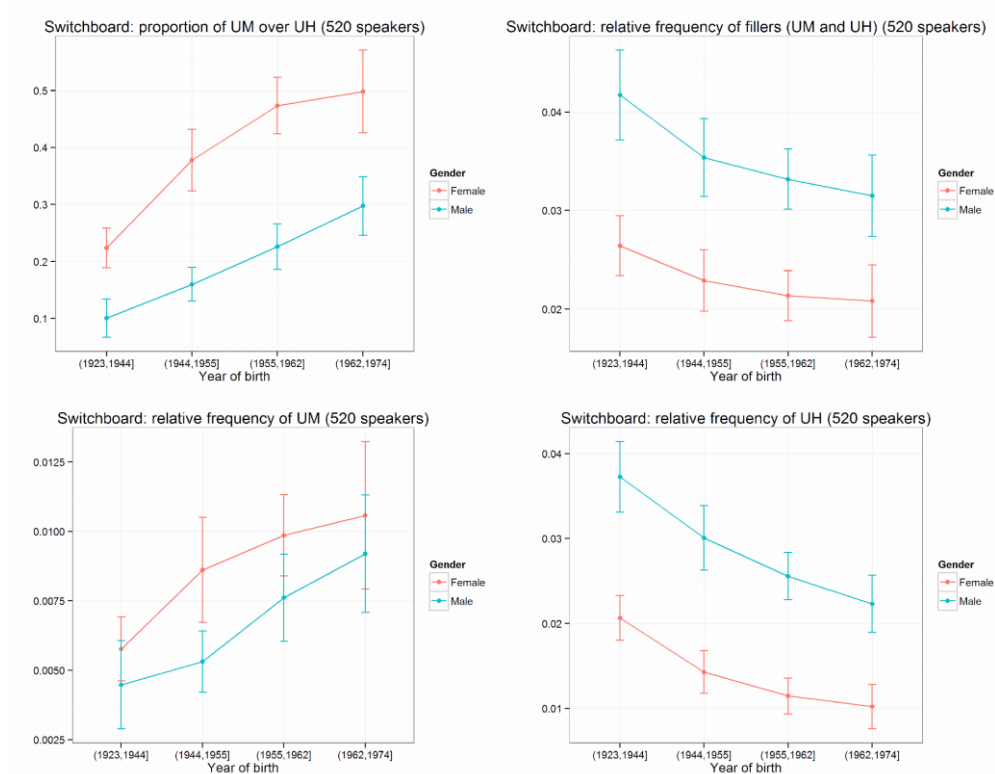 Switchboard: proportion of UM over UH (520 speakers)
0.5
0.4
0.3
0.2
0.1
(1923,1944]
(1944,1955]
(1955,1962]
(1962,1974]
Year of birth
Gender
Female
Male
Switchboard: relative frequency of fillers (UM and UH) (520 speakers)
0.04
0.03
0.02
(1923,1944]
(1944,1955]
(1955,1962]
(1962,1974]
Year of birth
Gender
Female
Male
Switchboard: relative frequency of UM (520 speakers)
0.0125
0.0100
0.0075
0.0050
0.0025
(1923,1944]
(1944,1955]
(1955,1962]
(1962,1974]
Year of birth
Gender
Female
Male
Switchboard: relative frequency of UH (520 speakers)
0.04
0.03
0.02
0.01
(1923,1944]
(1944,1955]
(1955,1962]
(1962,1974]
Year of birth
Gender
Female
Male